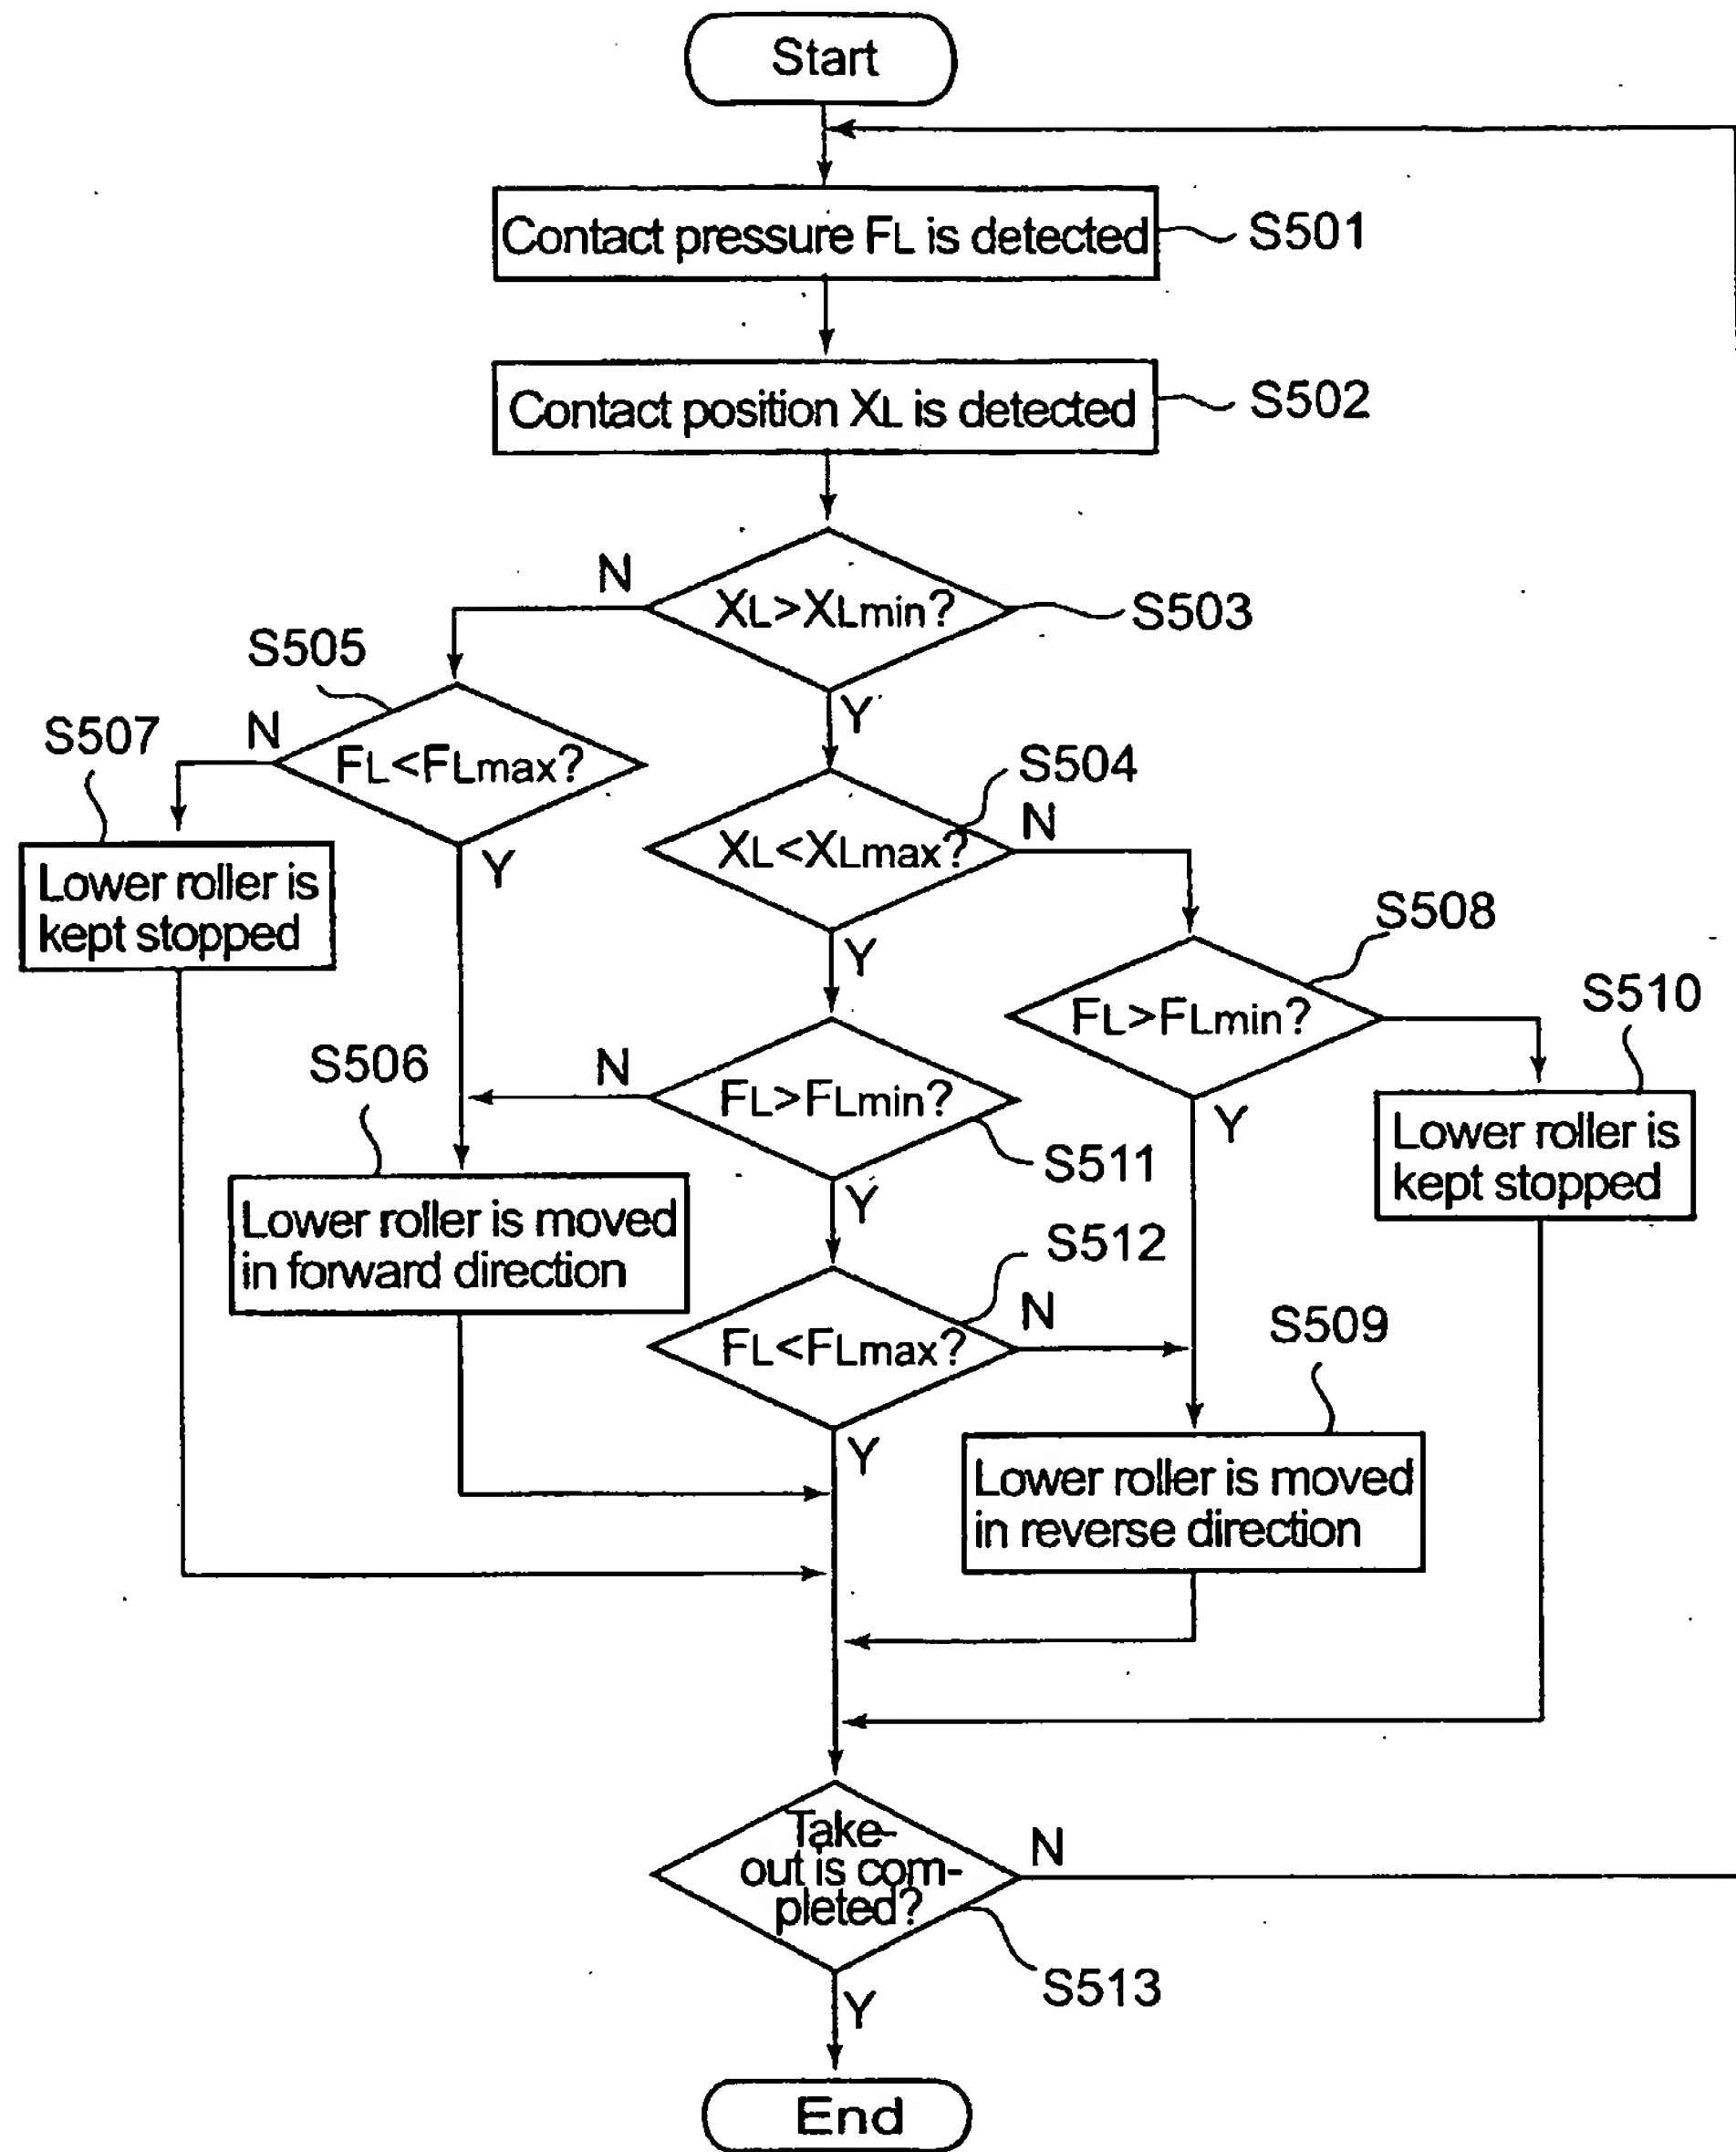 Start
Contact pressure FL is detected
S501
Contact position XL is detected
S502
N
XL>XLmin?
S503
S505
Y
S507
N
FL<FLmax?
S504
XL<XLmax?
N
Lower roller is
kept stopped
Y
S508
Y
FL>FLmin?
S510
S506
N
FL>FLmin?
Y
Lower roller is
kept stopped
S511
Lower roller is moved
in forward direction
Y
S512
FL<FLmax?
N
S509
Y
Lower roller is moved
in reverse direction
Take-
out is com-
pleted?
N
S513
Y
End